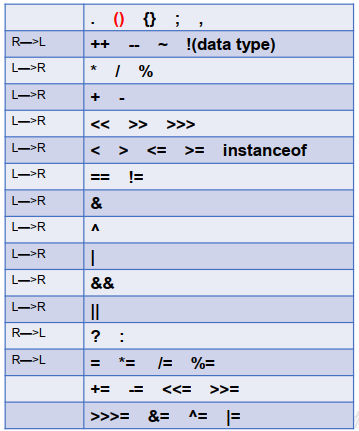 . () {} ; ,
R—>L ++ -- ~ !(data type)
L—>R * / %
L—>R + -
L—>R << >> >>>
L—>R < > <= >= instanceof
L—>R == !=
L—>R &
L—>R ^
L—>R |
L—>R &&
L—>R ||
R—>L ? :
R—>L = *= /= %=
+= -= <<= >>=
>>>= &= ^= |=